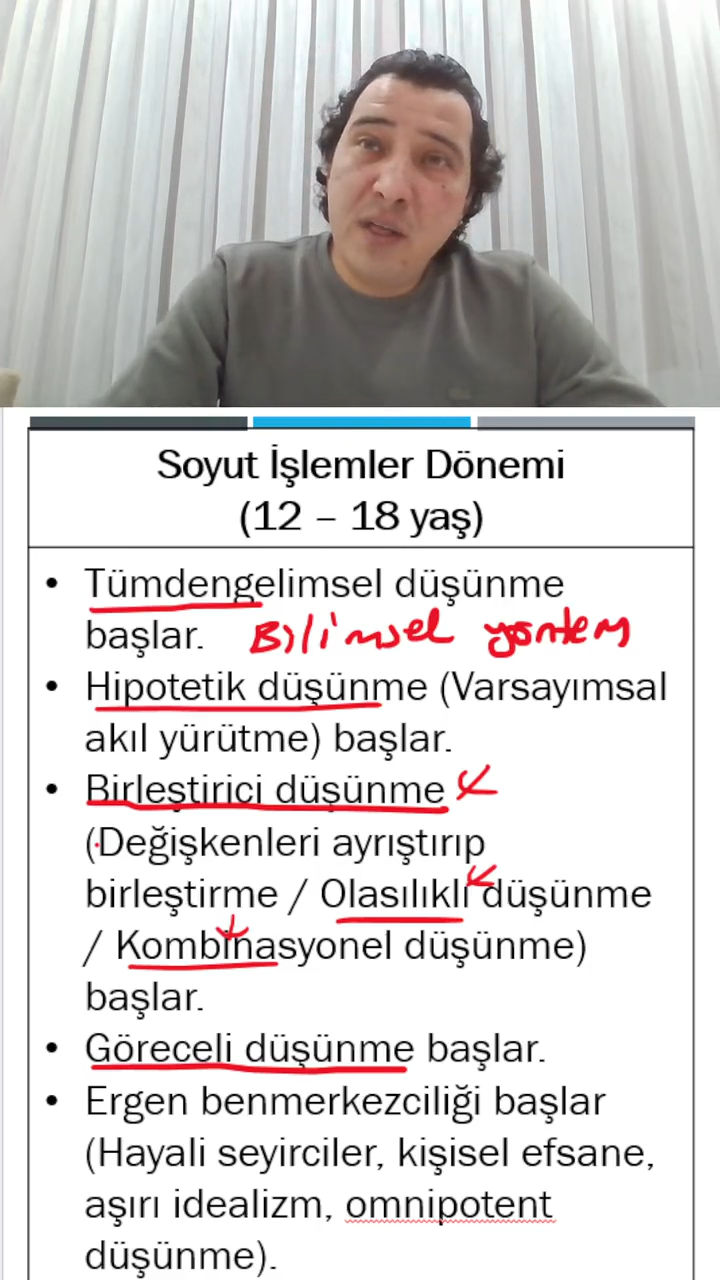 Soyut İşlemler Dönemi
(12 – 18 yaş)
• Tümdengelimsel düşünme
başlar. Bilimsel yöntem
• Hipotetik düşünme (Varsayımsal
akıl yürütme) başlar.
• Birleştirici düşünme
(Değişkenleri ayrıştırıp
birleştirme / Olasılıklı düşünme
/ Kombinasyonel düşünme)
başlar.
• Göreceli düşünme başlar.
• Ergen benmerkezciliği başlar
(Hayali seyirciler, kişisel efsane,
aşırı idealizm, omnipotent
düşünme).